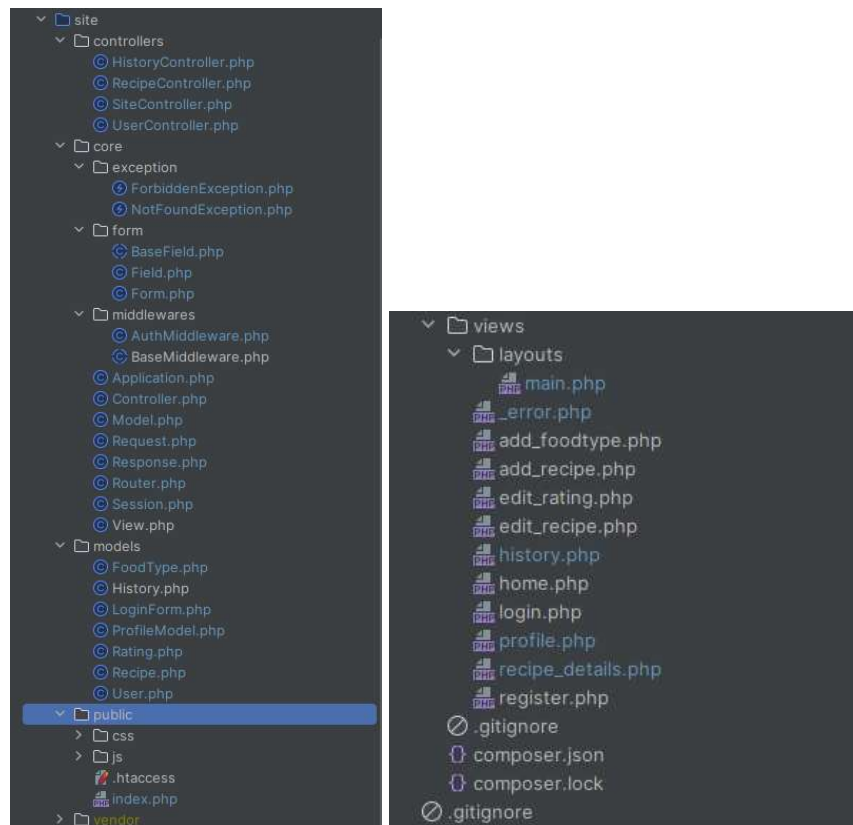 site
controllers
HistoryController.php
RecipeController.php
SiteController.php
UserController.php
core
exception
ForbiddenException.php
NotFoundException.php
form
BaseField.php
Field.php
Form.php
middlewares
AuthMiddleware.php
BaseMiddleware.php
Application.php
Controller.php
Model.php
Request.php
Response.php
Router.php
Session.php
View.php
models
FoodType.php
History.php
LoginForm.php
ProfileModel.php
Rating.php
Recipe.php
User.php
public
css
js
.htaccess
index.php
vendor
views
layouts
main.php
_error.php
add_foodtype.php
add_recipe.php
edit_rating.php
edit_recipe.php
history.php
home.php
login.php
profile.php
recipe_details.php
register.php
.gitignore
composer.json
composer.lock
.gitignore